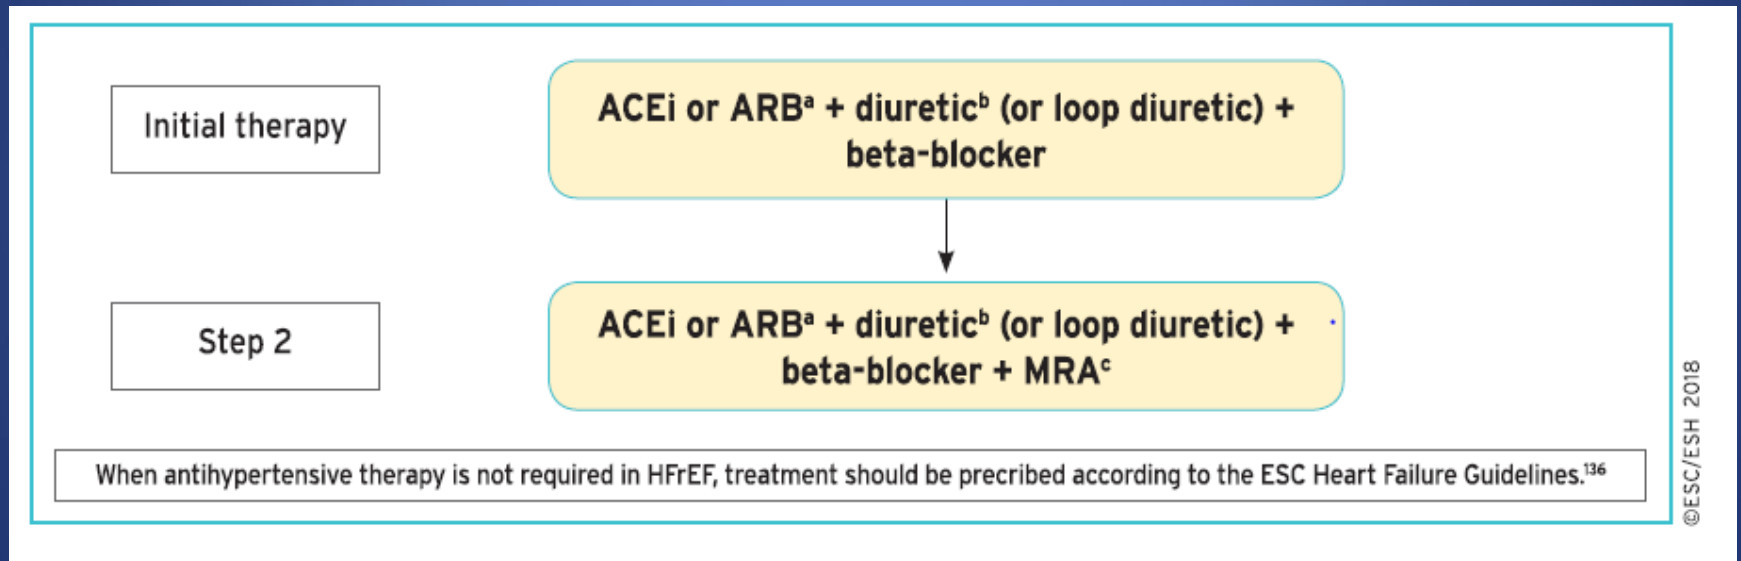 Initial therapy
ACEi or ARBᵃ + diureticᵇ (or loop diuretic) +
beta-blocker
Step 2
ACEi or ARBᵃ + diureticᵇ (or loop diuretic) +
beta-blocker + MRAᶜ
When antihypertensive therapy is not required in HFrEF, treatment should be precribed according to the ESC Heart Failure Guidelines.¹³⁶
©ESC/ESH 2018